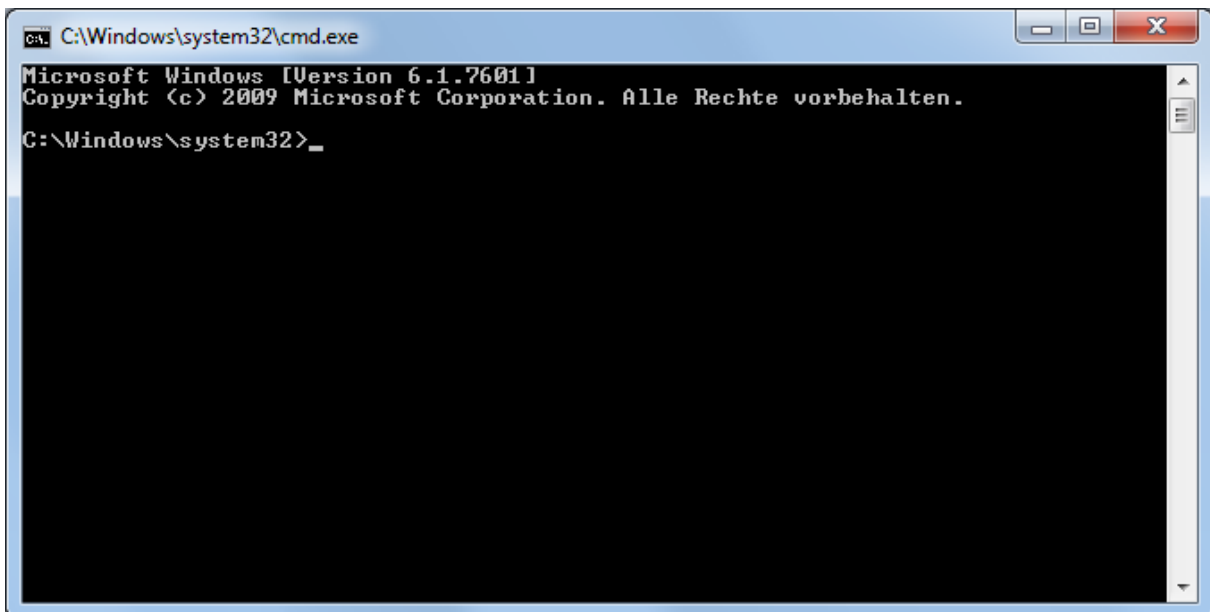 C:\Windows\system32\cmd.exe
Microsoft Windows [Version 6.1.7601]
Copyright (c) 2009 Microsoft Corporation. Alle Rechte vorbehalten.
C:\Windows\system32>_